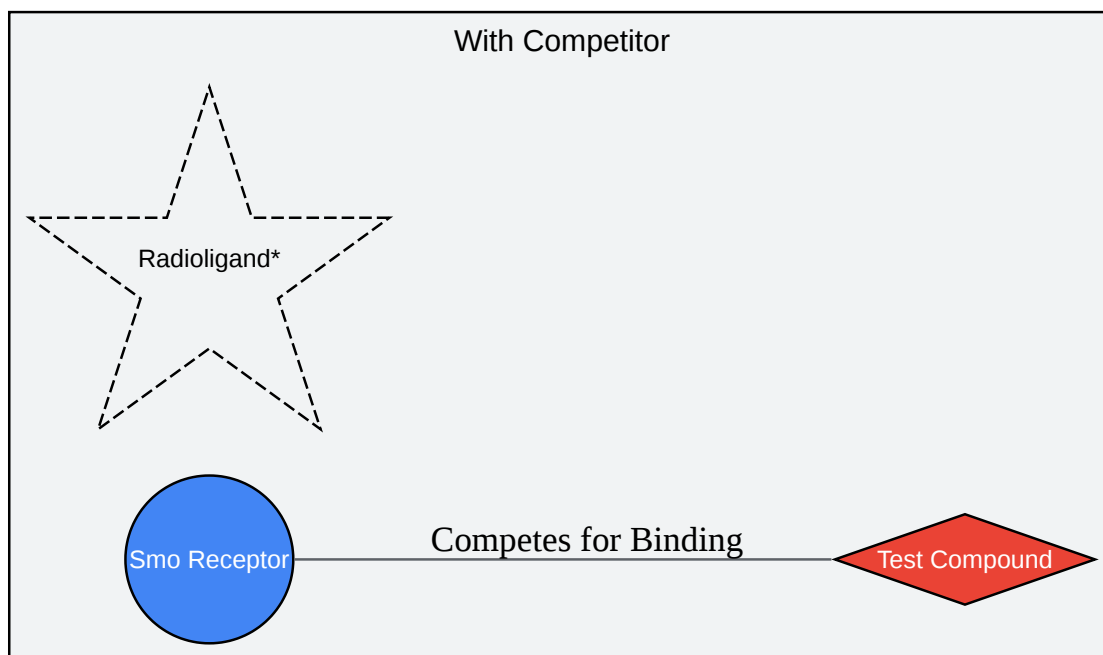 With Competitor
Radioligand*
Competes for Binding
Smo Receptor
Test Compound